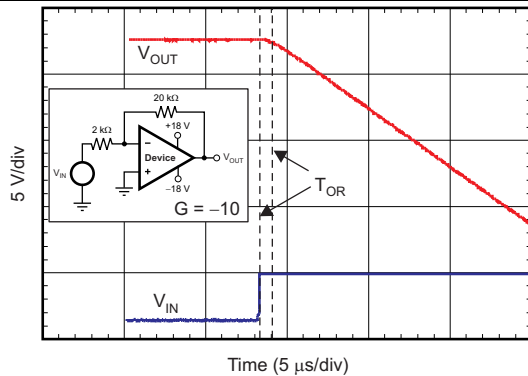 V_OUT
20 kΩ
+18 V
2 kΩ
−
Device
V_OUT
V_IN
+
−18 V
G = −10
T_OR
V_IN
5 V/div
Time (5 μs/div)